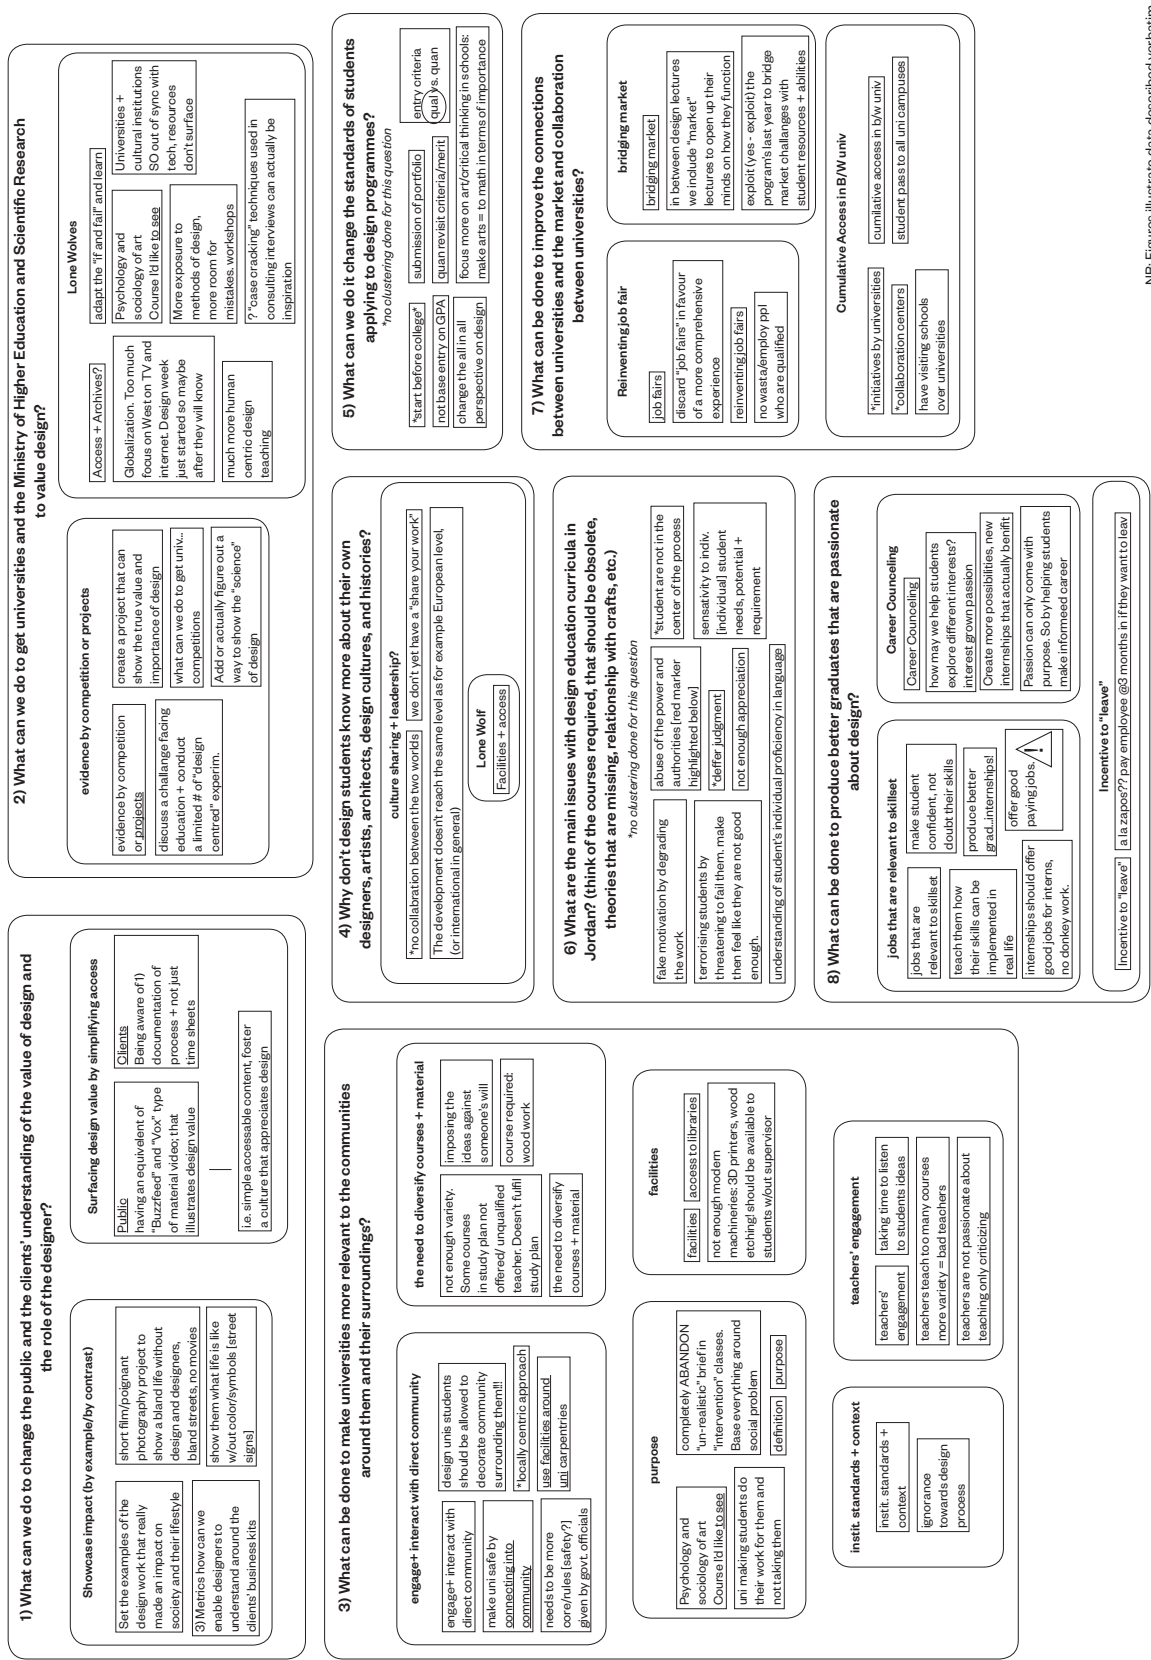 1) What can we do to change the public and the clients' understanding of the value of design and
the role of the designer?
Showcase impact (by example/by contrast)
Set the examples of the
design work that really
made an impact on
society and their lifestyle
short film/poignant
photography project to
show a bland life without
design and designers,
bland streets, no movies
3) Metrics how can we
enable designers to
understand around the
clients' business kits
show them what life is like
w/out color/symbols [street
signs]
Surfacing design value by simplifying access
Public
having an equivelent of
"Buzzfeed" and "Vox" type
of material video; that
illustrates design value
Clients
Being aware of 1)
documentation of
process + not just
time sheets
i.e. simple accessable content, foster
a culture that appreciates design
2) What can we do to get universities and the Ministry of Higher Education and Scientific Research
to value design?
evidence by competition or projects
evidence by competition
or projects
create a project that can
show the true value and
importance of design
discuss a challange facing
education + conduct
a limited # of "design
centred" experim.
what can we do to get univ...
competitions
Add or actually figure out a
way to show the "science"
of design
Lone Wolves
Access + Archives?
adapt the "if and fail" and learn
Globalization. Too much
focus on West on TV and
internet. Design week
just started so maybe
after they will know
Psychology and
sociology of art
Course I'd like to see
Universities +
cultural institutions
SO out of sync with
tech, resources
don't surface
More exposure to
methods of design,
more room for
mistakes. workshops
much more human
centric design
teaching
? "case cracking" techniques used in
consulting interviews can actually be
inspiration
3) What can be done to make universities more relevant to the communities
around them and their surroundings?
engage+ interact with direct community
engage+ interact with
direct community
design unis students
should be allowed to
decorate community
surrounding them!!!
make uni safe by
connecting into
community
*locally centric approach
needs to be more
core/rules [safety?]
given by govt. officials
use facilities around
uni carpentries
the need to diversify courses + material
not enough variety.
Some courses
in study plan not
offered/ unqualified
teacher. Doesn't fulfil
study plan
imposing the
ideas against
someone's will
course required:
wood work
the need to diversify
courses + material
purpose
Psychology and
sociology of art
Course I'd like to see
completely ABANDON
"un-realistic" brief in
"intervention" classes.
Base everything around
social problem
uni making students do
their work for them and
not taking them
definition
purpose
facilities
facilities
access to libraries
not enough modern
machineries: 3D printers, wood
etching! should be available to
students w/out supervisor
instit. standards + context
instit. standards +
context
ignorance
towards design
process
teachers' engagement
teachers'
engagement
taking time to listen
to students ideas
teachers teach too many courses
more variety = bad teachers
teachers are not passionate about
teaching only criticizing
4) Why don't design students know more about their own
designers, artists, architects, design cultures, and histories?
culture sharing + leadership?
*no collabration between the two worlds
we don't yet have a "share your work"
The development doesn't reach the same level as for example European level,
(or international in general)
Lone Wolf
Facilities + access
5) What can we do it change the standards of students
applying to design programmes?
*no clustering done for this question
*start before college*
submission of portfolio
entry criteria
qual vs. quan
not base entry on GPA
quan revisit criteria/merit
change the all in all
perspective on design
focus more on art/critical thinking in schools:
make arts = to math in terms of importance
6) What are the main issues with design education curricula in
Jordan? (think of the courses required, that should be obsolete,
theories that are missing, relationship with crafts, etc.)
*no clustering done for this question
fake motivation by degrading
the work
abuse of the power and
authorities [red marker
highlighted below]
*student are not in the
center of the process
terrorising students by
threatening to fail them. make
then feel like they are not good
enough.
*deffer judgment
not enough appreciation
sensativity to indiv.
[individual] student
needs, potential +
requirement
understanding of student's individual proficiency in language
7) What can be done to improve the connections
between universities and the market and collaboration
between universities?
Reinventing job fair
job fairs
discard "job fairs" in favour
of a more comprehensive
experience
reinventing job fairs
no wasta/employ ppl
who are qualified
bridging market
bridging market
in between design lectures
we include "market"
lectures to open up their
minds on how they function
exploit (yes - exploit) the
program's last year to bridge
market challanges with
student resources + abilities
Cumulative Access in B/W univ
*initiatives by universities
cumilative access in b/w univ
*collaboration centers
student pass to all uni campuses
have visiting schools
over universities
8) What can be done to produce better graduates that are passionate
about design?
jobs that are relevant to skillset
jobs that are
relevant to skillset
make student
confident, not
doubt their skills
teach them how
their skills can be
implemented in
real life
produce better
grad...internships!
internships should offer
good jobs for interns,
no donkey work.
offer good
paying jobs.
!
Career Counceling
Career Counceling
how may we help students
explore different interests?
interest grown passion
Create more possibilities, new
internships that actually benifit
Passion can only come with
purpose. So by helping students
make informeed career
Incentive to "leave"
Incentive to "leave"
a la zapos?? pay employee @3 months in if they want to leav